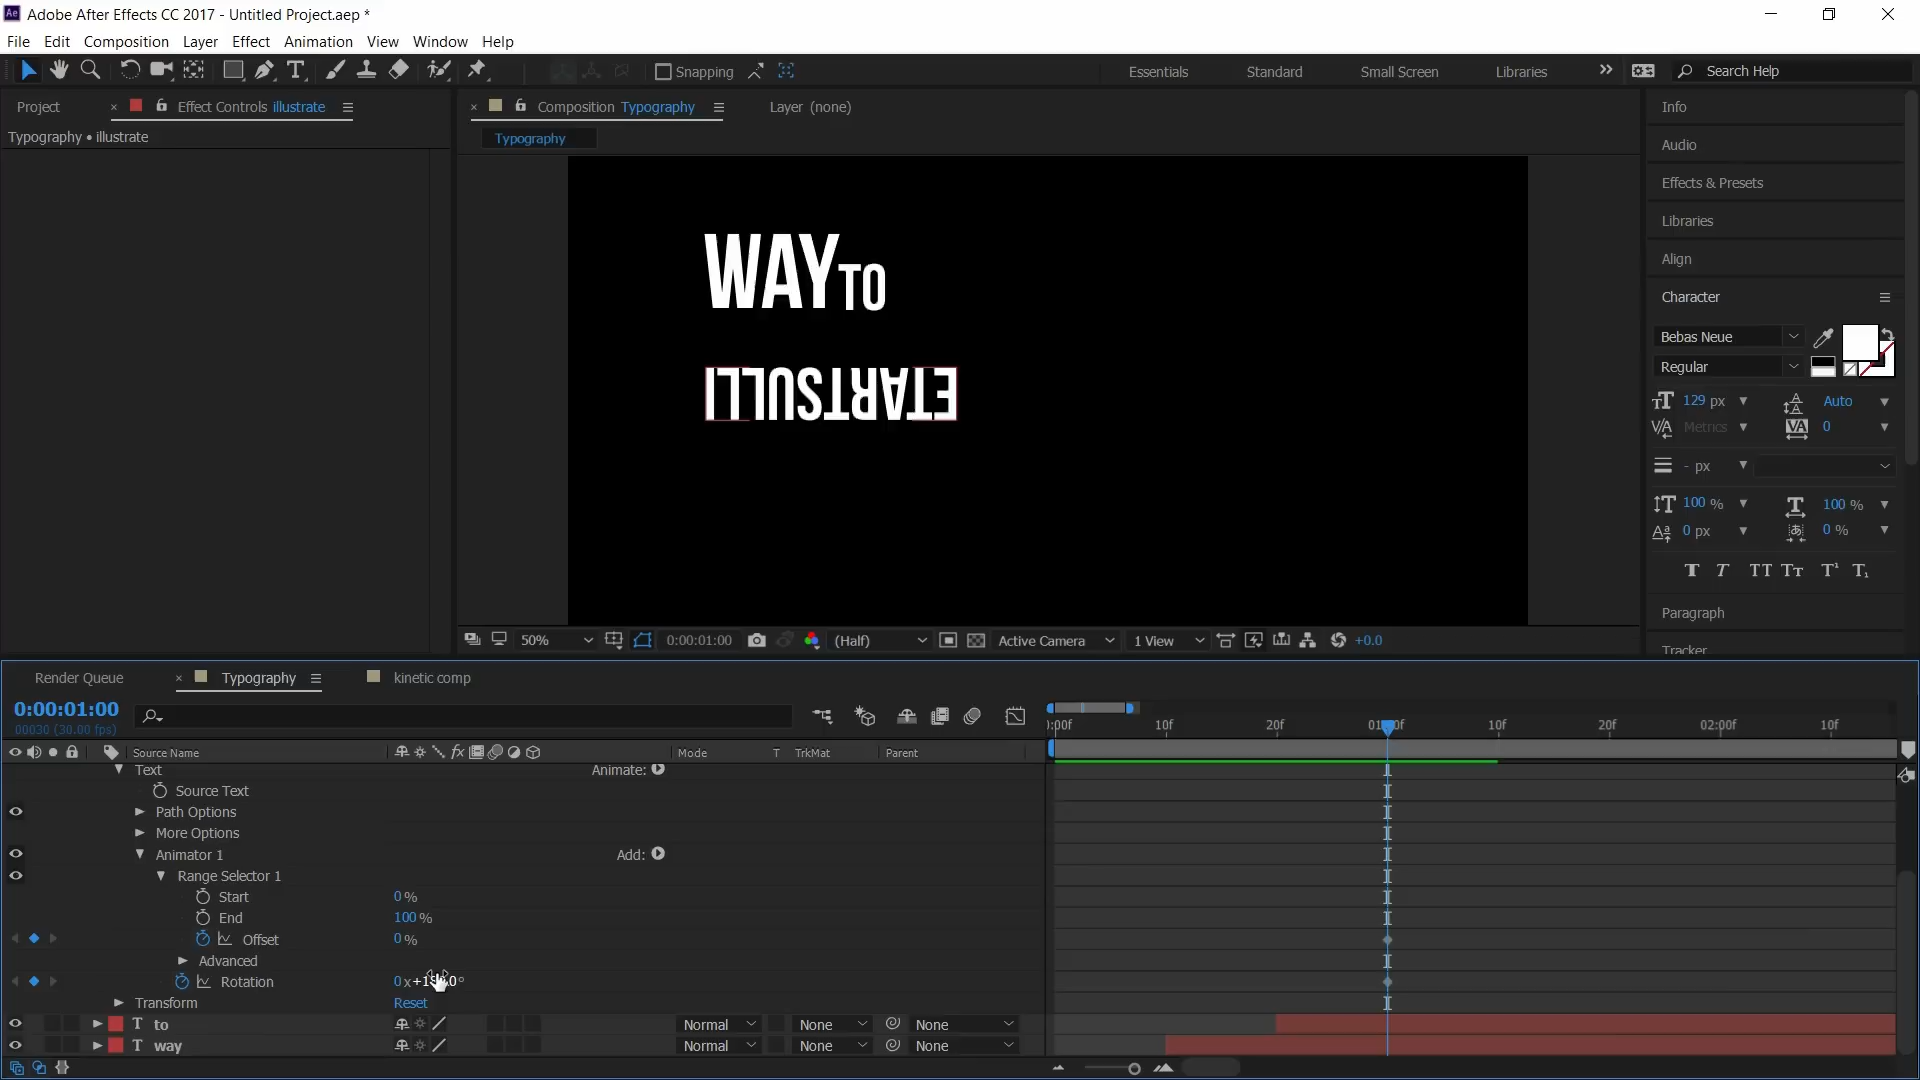 Adobe After Effects CC 2017 - Untitled Project.aep *
File Edit Composition Layer Effect Animation View Window Help
Snapping Essentials Standard Small Screen Libraries Search Help
Project Effect Controls illustrate Composition Typography Layer (none) Info
Typography • illustrate
Typography
Audio
Effects & Presets
Libraries
Align
Character
WAY TO
ILLUSTRATE
Bebas Neue
Regular
129 px Auto
Metrics 0
- px
100 % 100 %
0 px 0 %
T T TT Tт T¹ T₁
Paragraph
Tracker
50% 0:00:01:00 (Half) Active Camera 1 View +0.0
Render Queue Typography kinetic comp
0:00:01:00
00030 (30.00 fps)
):00f 10f 20f 10f 20f 02:00f 10f
Source Name Mode T TrkMat Parent
Text Animate:
Source Text
Path Options
More Options
Animator 1 Add:
Range Selector 1
Start 0 %
End 100 %
Offset 0 %
Advanced
Rotation 0 x
Transform Reset
T to Normal None None
T way Normal None None